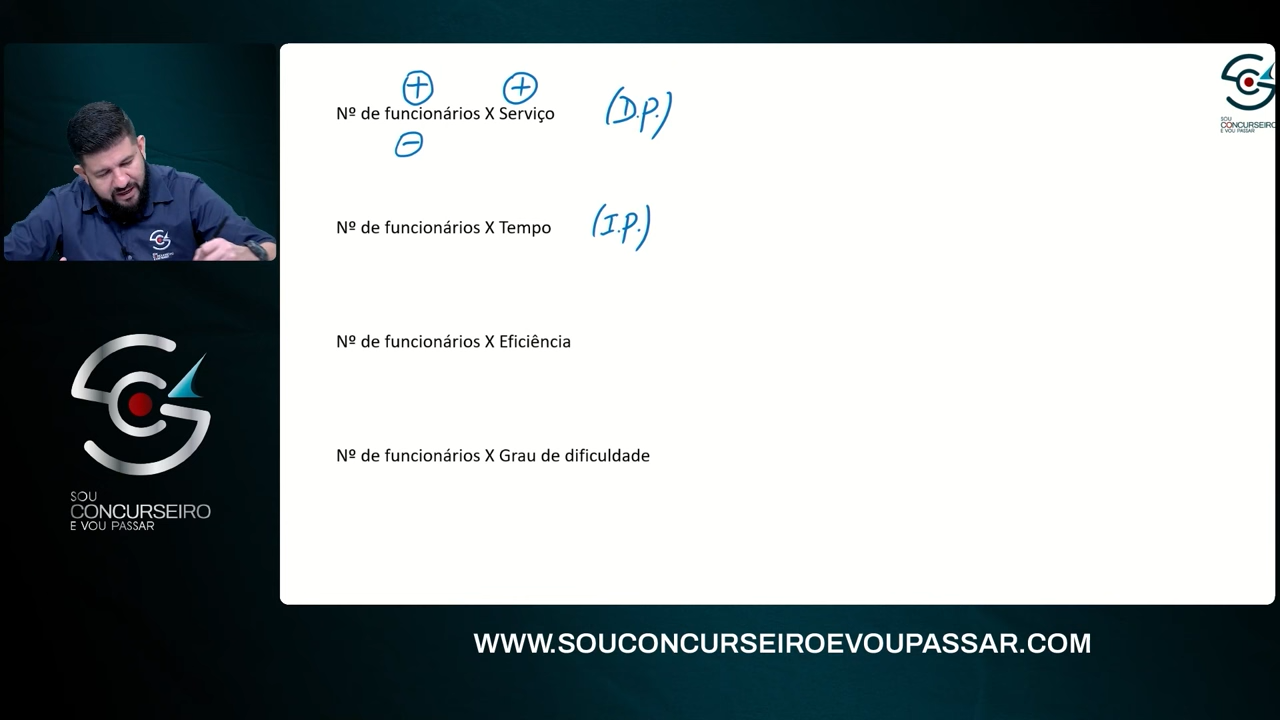 + +
Nº de funcionários X Serviço (D.P.)
−
Nº de funcionários X Tempo (I.P.)
Nº de funcionários X Eficiência
Nº de funcionários X Grau de dificuldade
SOU
CONCURSEIRO
E VOU PASSAR
SOU
CONCURSEIRO
E VOU PASSAR
WWW.SOUCONCURSEIROEVOUPASSAR.COM